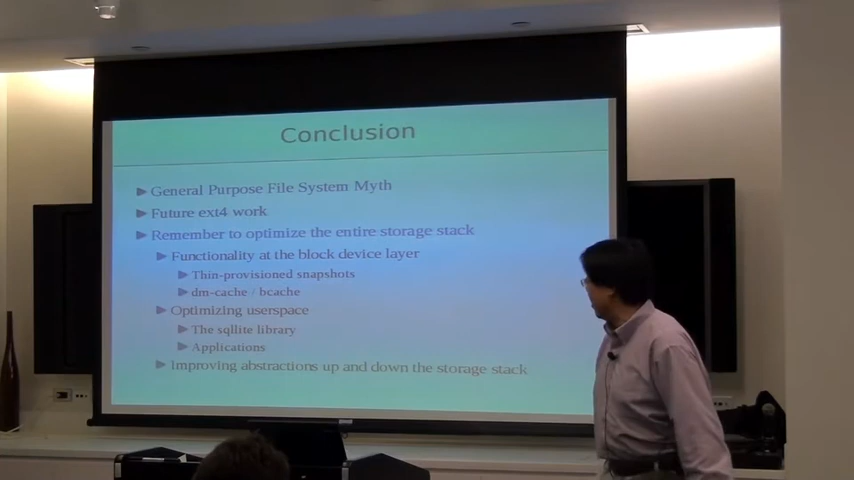 Conclusion
General Purpose File System Myth
Future ext4 work
Remember to optimize the entire storage stack
Functionality at the block device layer
Thin-provisioned snapshots
dm-cache / bcache
Optimizing userspace
The sqllite library
Applications
Improving abstractions up and down the storage stack